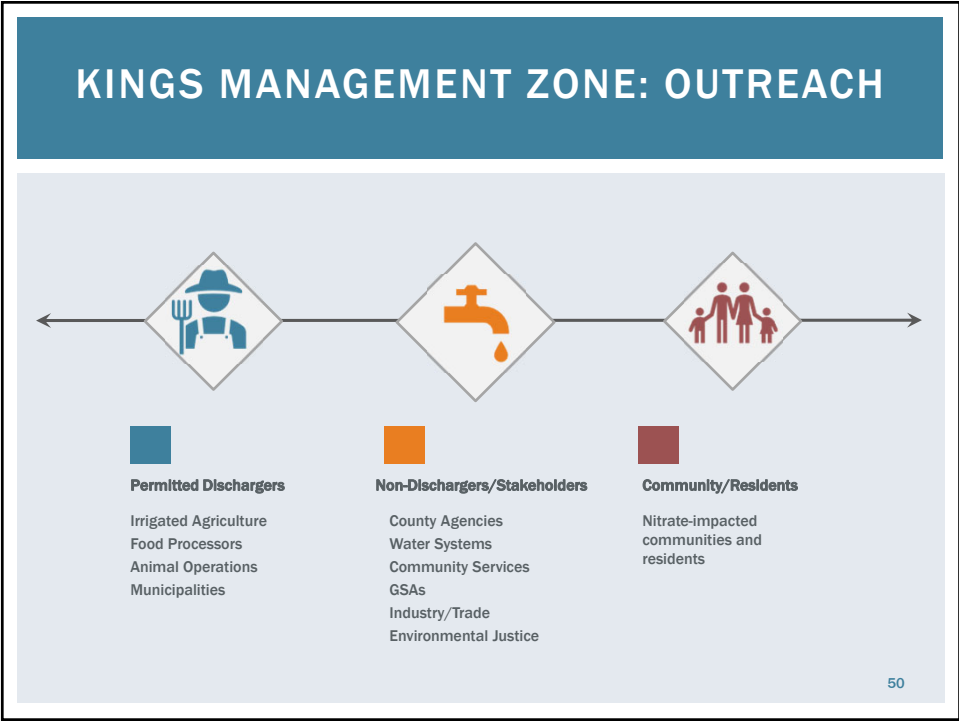 KINGS MANAGEMENT ZONE: OUTREACH
Permitted Dischargers
Irrigated Agriculture
Food Processors
Animal Operations
Municipalities
Non-Dischargers/Stakeholders
County Agencies
Water Systems
Community Services
GSAs
Industry/Trade
Environmental Justice
Community/Residents
Nitrate-impacted
communities and
residents
50